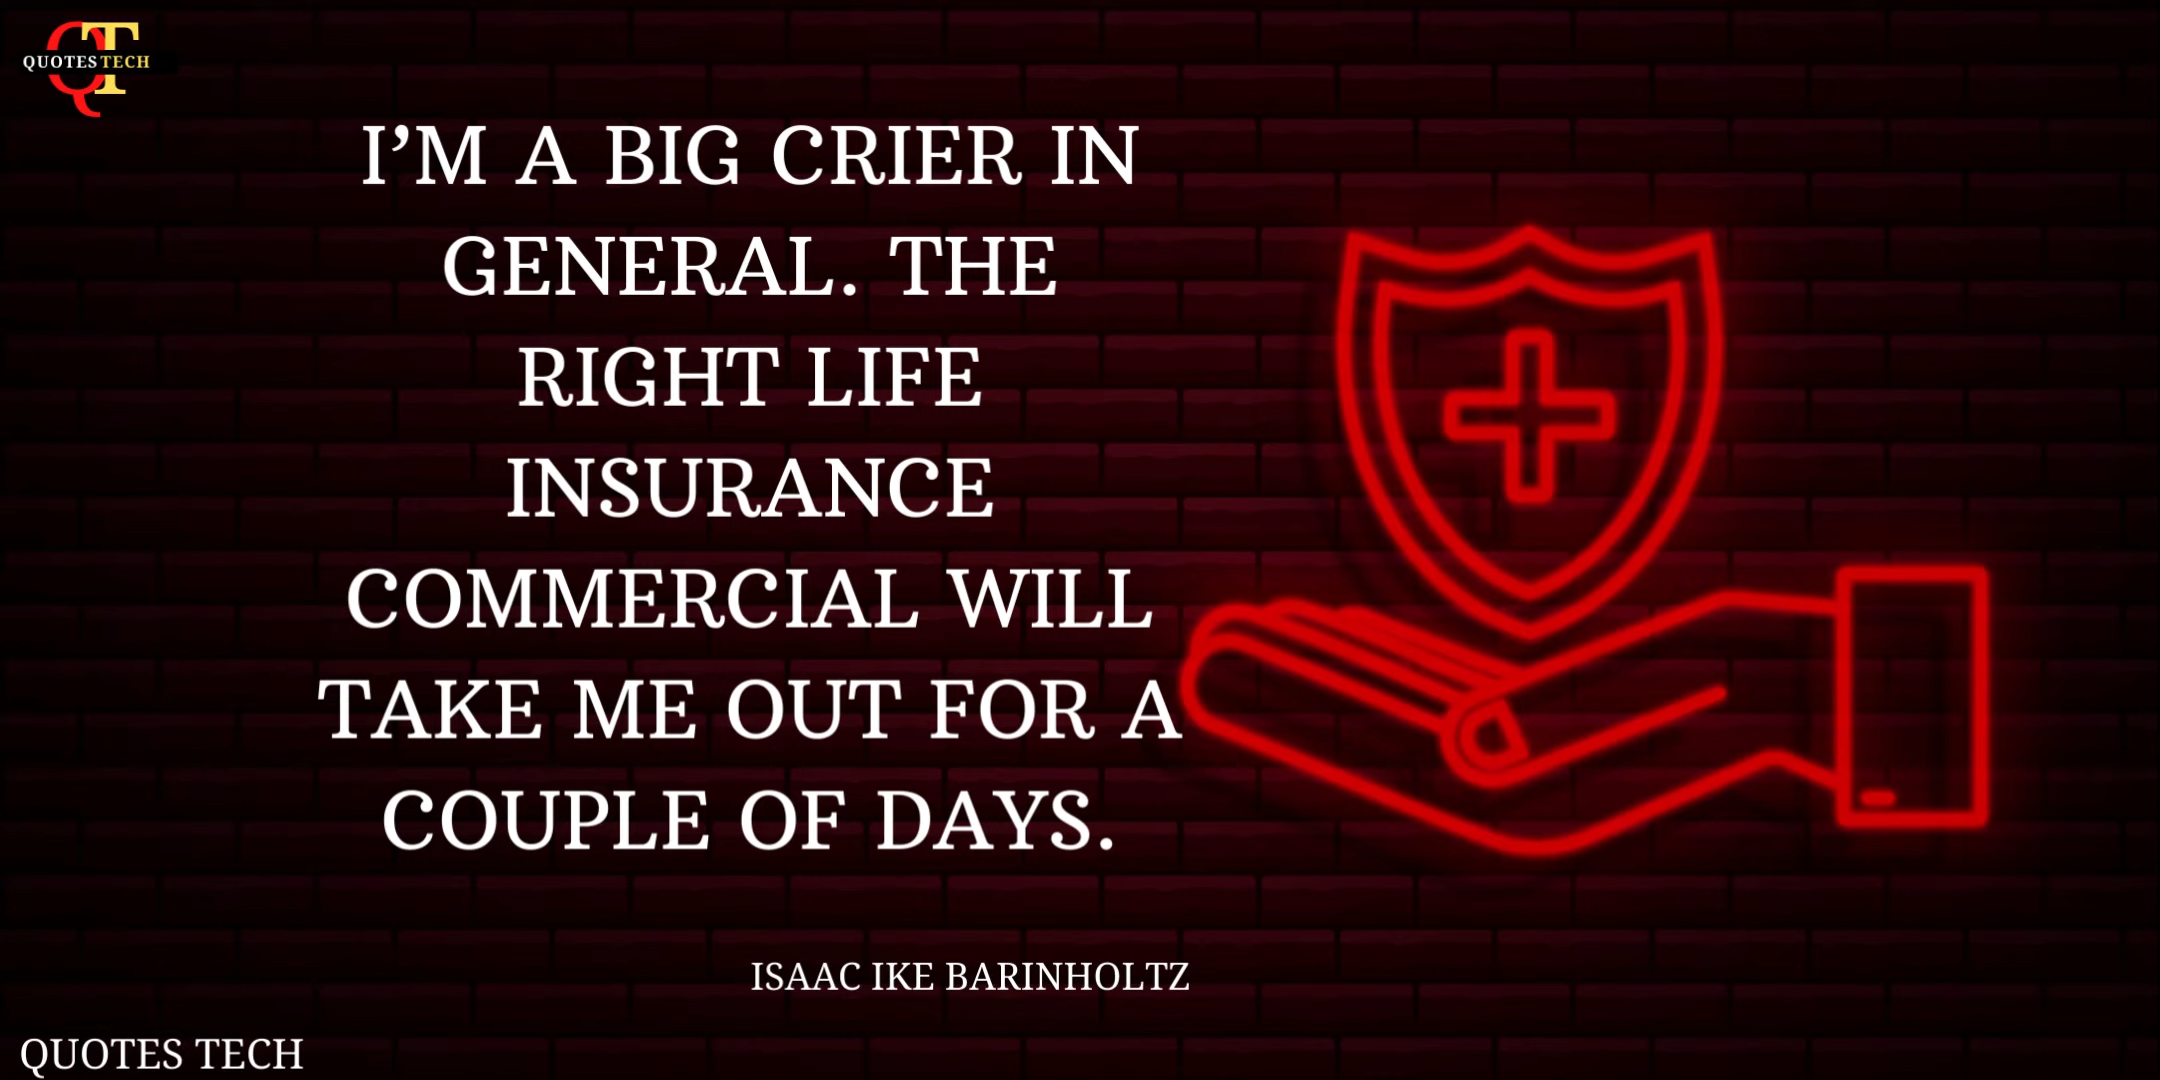 QT
QUOTES TECH
I’M A BIG CRIER IN
GENERAL. THE
RIGHT LIFE
INSURANCE
COMMERCIAL WILL
TAKE ME OUT FOR A
COUPLE OF DAYS.
ISAAC IKE BARINHOLTZ
QUOTES TECH